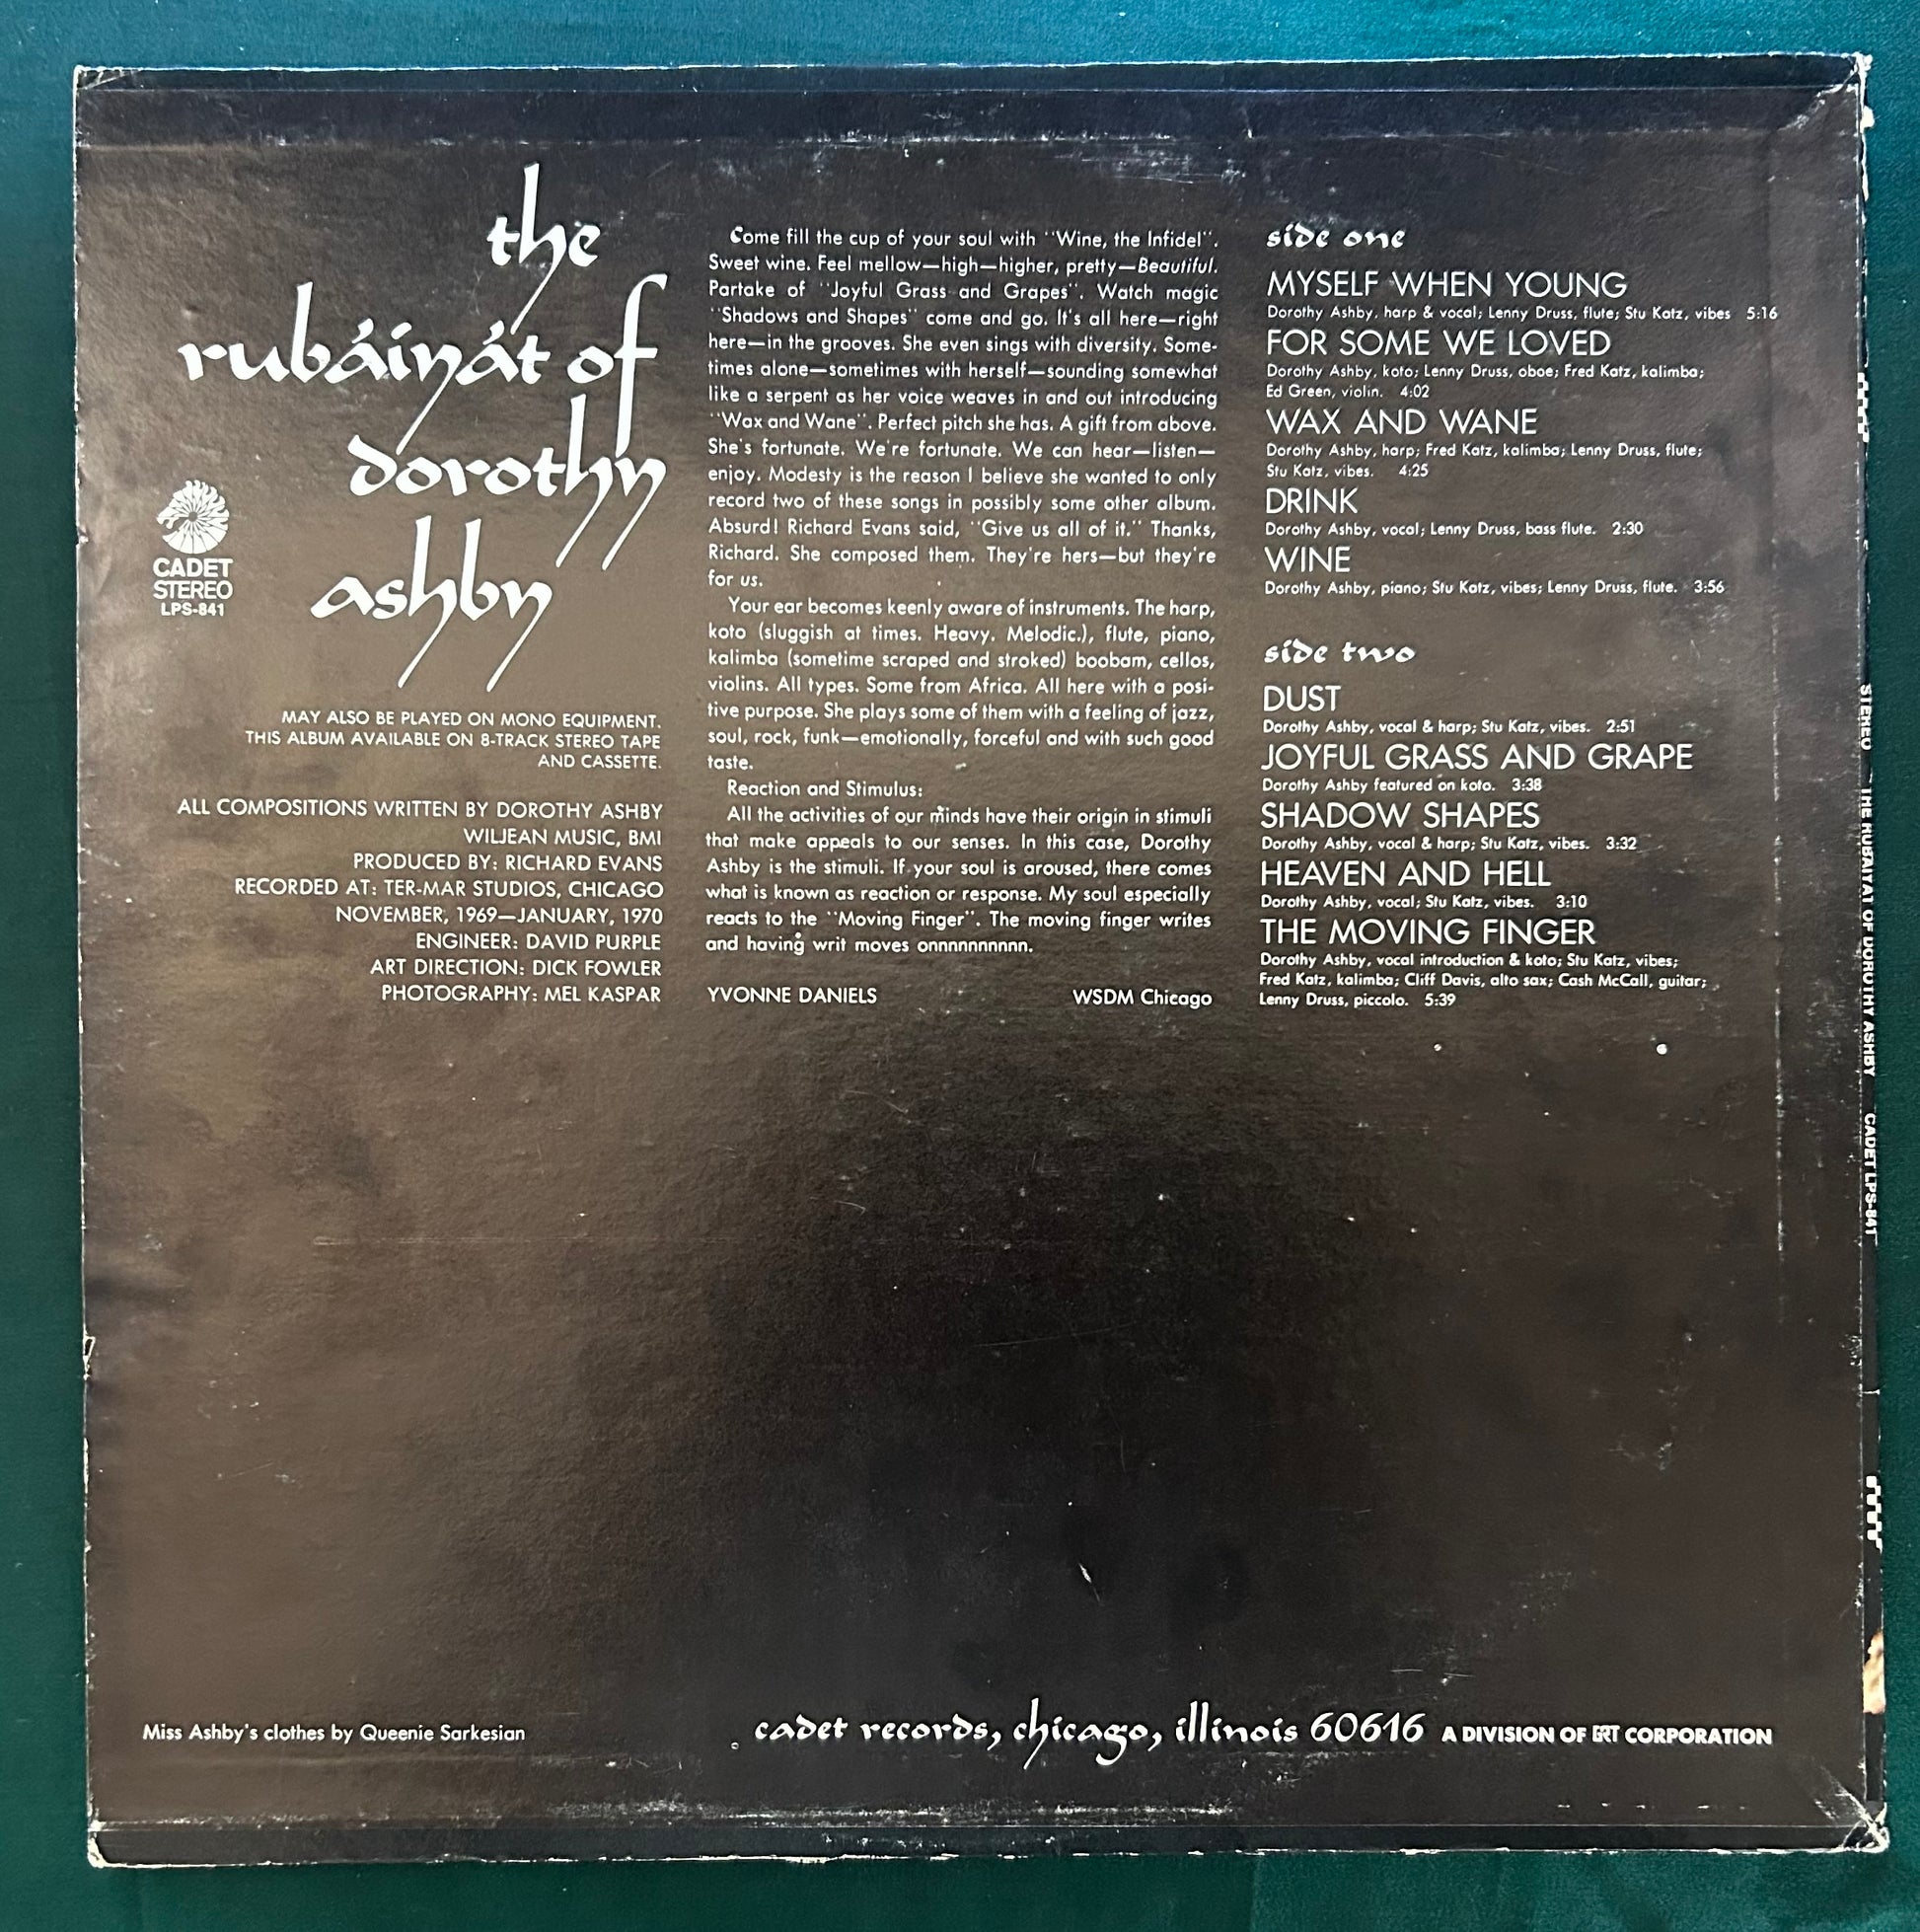 the
rubáiyát of
dorothy
ashby
CADET
STEREO
LPS-841
MAY ALSO BE PLAYED ON MONO EQUIPMENT.
THIS ALBUM AVAILABLE ON 8-TRACK STEREO TAPE
AND CASSETTE.
ALL COMPOSITIONS WRITTEN BY DOROTHY ASHBY
WILJEAN MUSIC, BMI
PRODUCED BY: RICHARD EVANS
RECORDED AT: TER-MAR STUDIOS, CHICAGO
NOVEMBER, 1969—JANUARY, 1970
ENGINEER: DAVID PURPLE
ART DIRECTION: DICK FOWLER
PHOTOGRAPHY: MEL KASPAR
Come fill the cup of your soul with "Wine, the Infidel".
Sweet wine. Feel mellow—high—higher, pretty—Beautiful.
Partake of "Joyful Grass and Grapes". Watch magic
"Shadows and Shapes" come and go. It's all here—right
here—in the grooves. She even sings with diversity. Some-
times alone—sometimes with herself—sounding somewhat
like a serpent as her voice weaves in and out introducing
"Wax and Wane". Perfect pitch she has. A gift from above.
She's fortunate. We're fortunate. We can hear—listen—
enjoy. Modesty is the reason I believe she wanted to only
record two of these songs in possibly some other album.
Absurd! Richard Evans said, "Give us all of it." Thanks,
Richard. She composed them. They're hers—but they're
for us.
Your ear becomes keenly aware of instruments. The harp,
koto (sluggish at times. Heavy. Melodic.), flute, piano,
kalimba (sometime scraped and stroked) boobam, cellos,
violins. All types. Some from Africa. All here with a posi-
tive purpose. She plays some of them with a feeling of jazz,
soul, rock, funk—emotionally, forceful and with such good
taste.
Reaction and Stimulus:
All the activities of our minds have their origin in stimuli
that make appeals to our senses. In this case, Dorothy
Ashby is the stimuli. If your soul is aroused, there comes
what is known as reaction or response. My soul especially
reacts to the "Moving Finger". The moving finger writes
and having writ moves onnnnnnnnnn.
YVONNE DANIELS WSDM Chicago
side one
MYSELF WHEN YOUNG
Dorothy Ashby, harp & vocal; Lenny Druss, flute; Stu Katz, vibes 5:16
FOR SOME WE LOVED
Dorothy Ashby, koto; Lenny Druss, oboe; Fred Katz, kalimba;
Ed Green, violin. 4:02
WAX AND WANE
Dorothy Ashby, harp; Fred Katz, kalimba; Lenny Druss, flute;
Stu Katz, vibes. 4:25
DRINK
Dorothy Ashby, vocal; Lenny Druss, bass flute. 2:30
WINE
Dorothy Ashby, piano; Stu Katz, vibes; Lenny Druss, flute. 3:56
side two
DUST
Dorothy Ashby, vocal & harp; Stu Katz, vibes. 2:51
JOYFUL GRASS AND GRAPE
Dorothy Ashby featured on koto. 3:38
SHADOW SHAPES
Dorothy Ashby, vocal & harp; Stu Katz, vibes. 3:32
HEAVEN AND HELL
Dorothy Ashby, vocal; Stu Katz, vibes. 3:10
THE MOVING FINGER
Dorothy Ashby, vocal introduction & koto; Stu Katz, vibes;
Fred Katz, kalimba; Cliff Davis, alto sax; Cash McCall, guitar;
Lenny Druss, piccolo. 5:39
STEREO THE RUBAIYAT OF DOROTHY ASHBY CADET LPS-841
Miss Ashby's clothes by Queenie Sarkesian
cadet records, chicago, illinois 60616 A DIVISION OF GRT CORPORATION